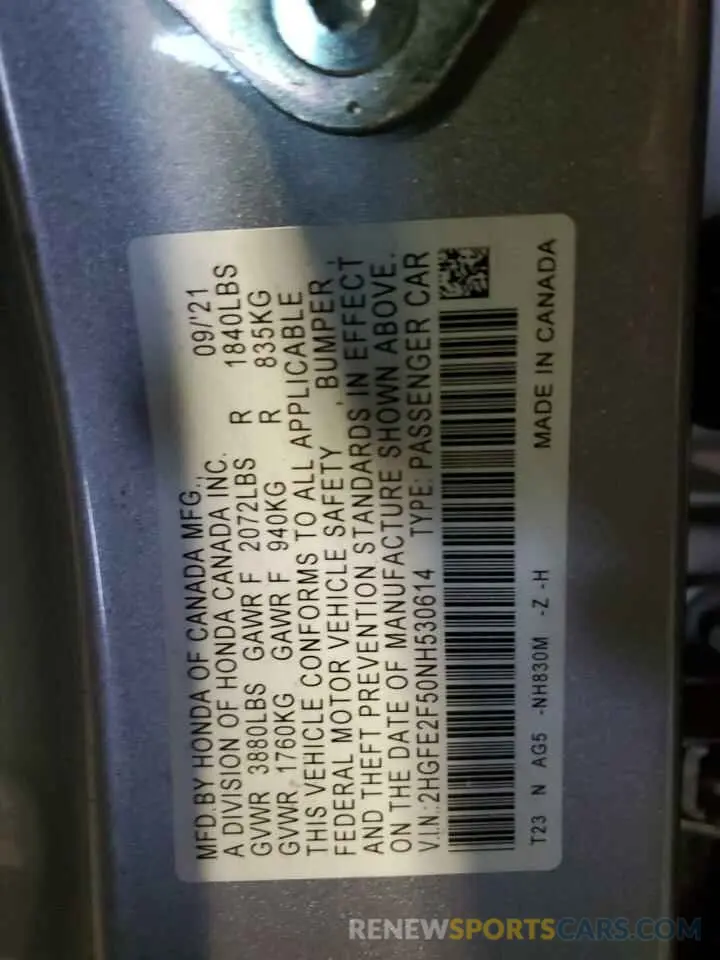 MFD.BY HONDA OF CANADA MFG., 09/'21
A DIVISION OF HONDA CANADA INC.
GVWR 3880LBS GAWR F 2072LBS R 1840LBS
GVWR 1760KG GAWR F 940KG R 835KG
THIS VEHICLE CONFORMS TO ALL APPLICABLE
FEDERAL MOTOR VEHICLE SAFETY , BUMPER ,
AND THEFT PREVENTION STANDARDS IN EFFECT
ON THE DATE OF MANUFACTURE SHOWN ABOVE.
V.I.N.:2HGFE2F50NH530614 TYPE: PASSENGER CAR
T23 N AG5 -NH830M -Z -H MADE IN CANADA
RENEWSPORTSCARS.COM